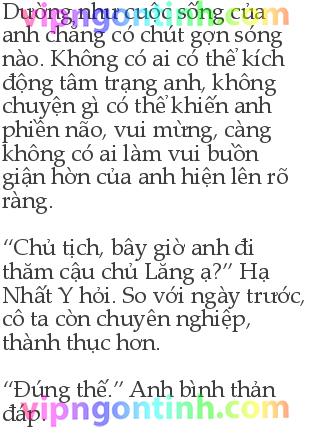 Dường như cuộc sống của
anh chẳng có chút gợn sóng
nào. Không có ai có thể kích
động tâm trạng anh, không
chuyện gì có thể khiến anh
phiền não, vui mừng, càng
không có ai làm vui buồn
giận hờn của anh hiện lên rõ
ràng.
“Chủ tịch, bây giờ anh đi
thăm cậu chủ Lăng ạ?” Hạ
Nhất Y hỏi. So với ngày trước,
cô ta còn chuyên nghiệp,
thành thục hơn.
“Đúng thế.” Anh bình thản
đáp.
vipngontinh.com
vipngontinh.com